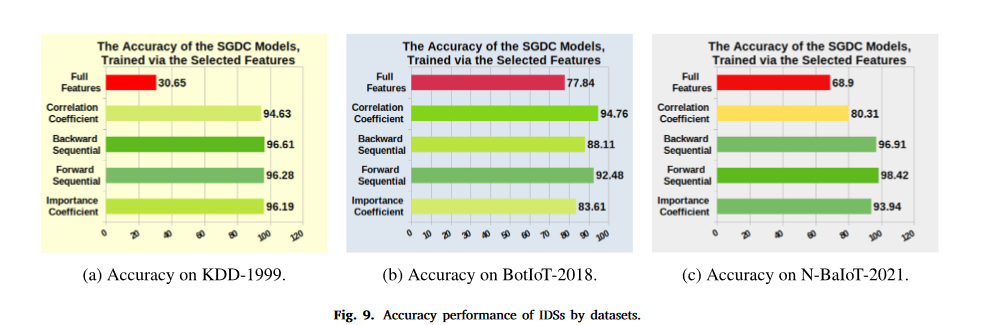 The Accuracy of the SGDC Models,
Trained via the Selected Features
Full
Features
30.65
Correlation
Coefficient
94.63
Backward
Sequential
96.61
Forward
Sequential
96.28
Importance
Coefficient
96.19
0 20 40 60 80 100 120
(a) Accuracy on KDD-1999.
The Accuracy of the SGDC Models,
Trained via the Selected Features
Full
Features
77.84
Correlation
Coefficient
94.76
Backward
Sequential
88.11
Forward
Sequential
92.48
Importance
Coefficient
83.61
0 10 20 30 40 50 60 70 80 90 100
(b) Accuracy on BotIoT-2018.
The Accuracy of the SGDC Models,
Trained via the Selected Features
Full
Features
68.9
Correlation
Coefficient
80.31
Backward
Sequential
96.91
Forward
Sequential
98.42
Importance
Coefficient
93.94
0 20 40 60 80 100 120
(c) Accuracy on N-BaIoT-2021.
Fig. 9. Accuracy performance of IDSs by datasets.